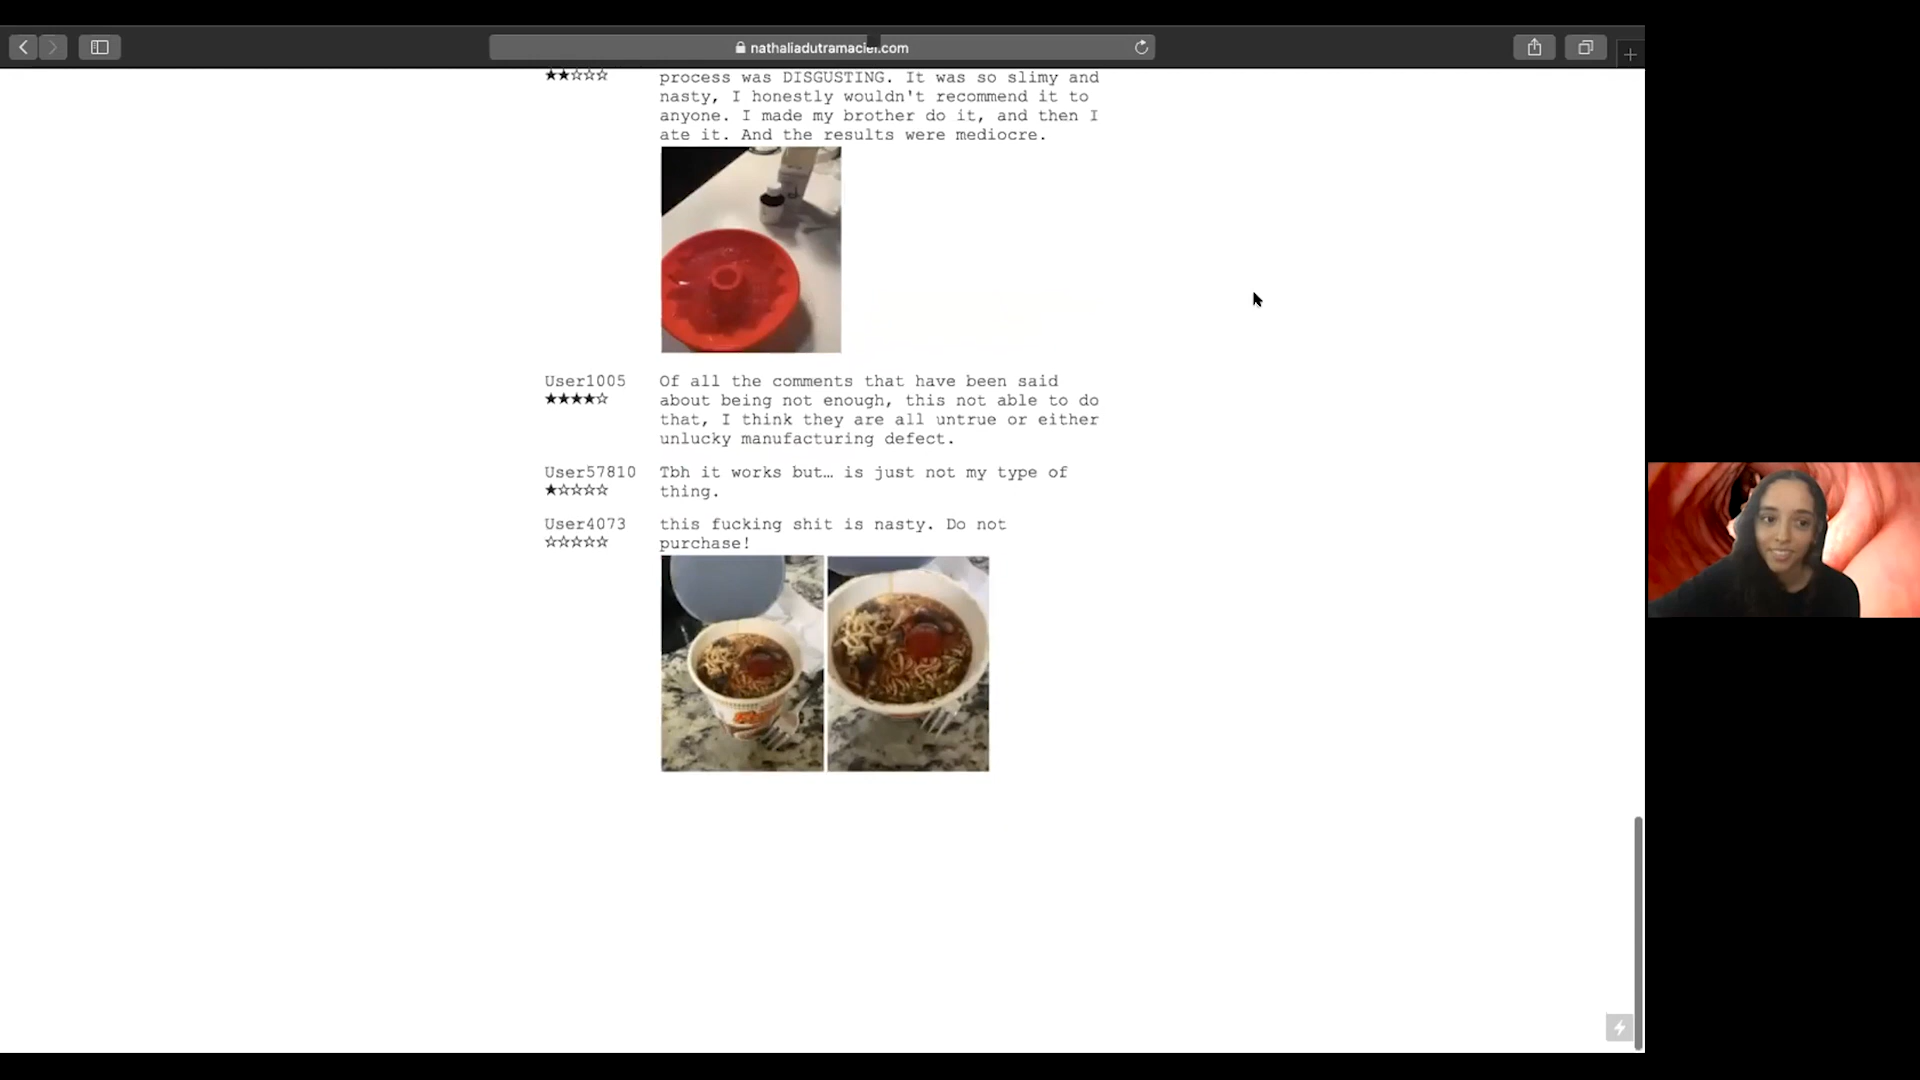 nathaliadutramaciel.com
★★☆☆☆
process was DISGUSTING. It was so slimy and
nasty, I honestly wouldn't recommend it to
anyone. I made my brother do it, and then I
ate it. And the results were mediocre.
User1005
★★★★☆
Of all the comments that have been said
about being not enough, this not able to do
that, I think they are all untrue or either
unlucky manufacturing defect.
User57810
★☆☆☆☆
Tbh it works but… is just not my type of
thing.
User4073
☆☆☆☆☆
this fucking shit is nasty. Do not
purchase!